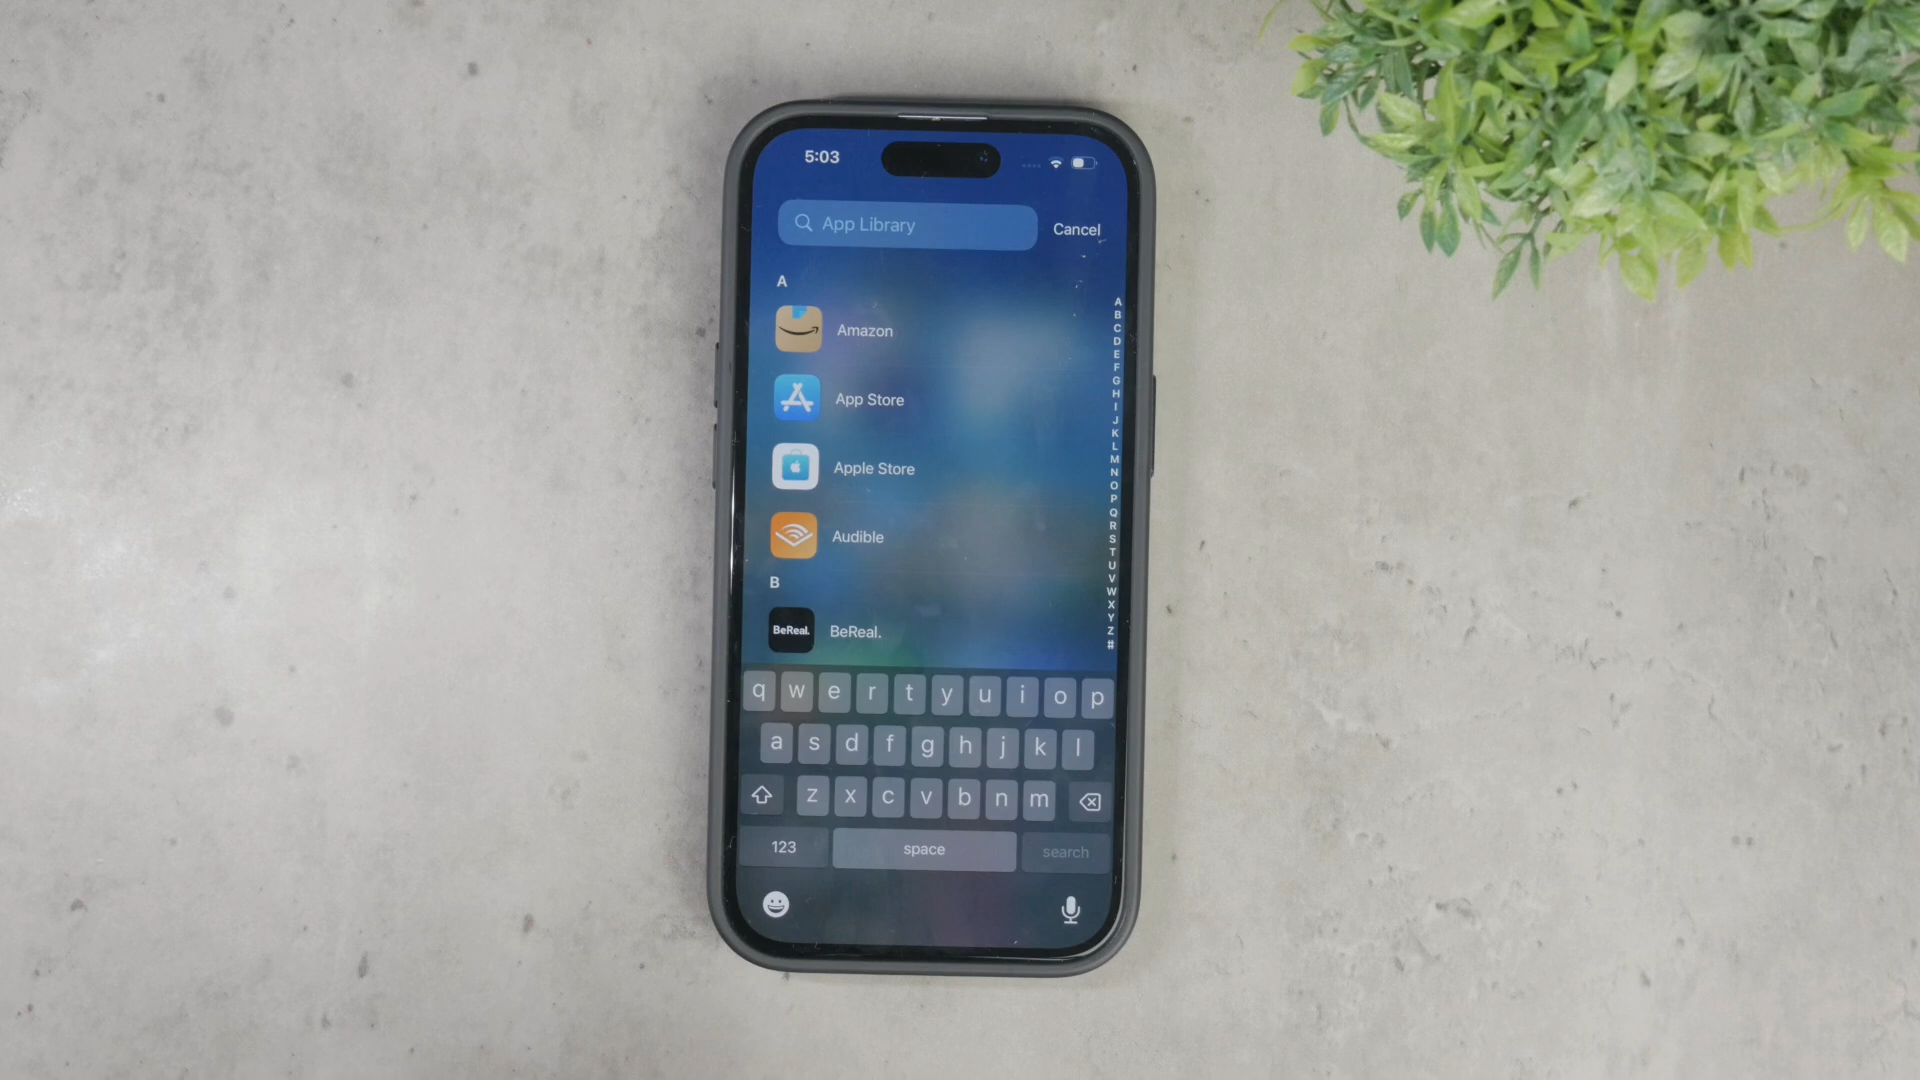 5:03
App Library
Cancel
A
Amazon
App Store
Apple Store
Audible
B
BeReal.
BeReal.
A
B
C
D
E
F
G
H
I
J
K
L
M
N
O
P
Q
R
S
T
U
V
W
X
Y
Z
#
q w e r t y u i o p
a s d f g h j k l
z x c v b n m
123 space search